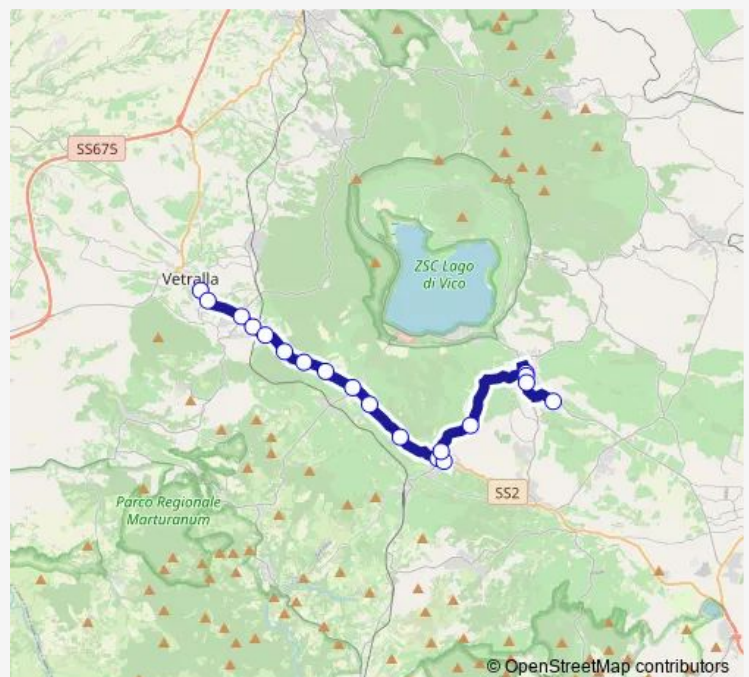 SS675
Vetralla
ZSC Lago
di Vico
Parco Regionale
Marturanum
SS2
© OpenStreetMap contributors